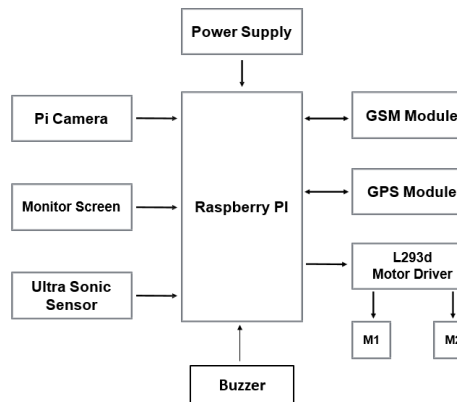 Power Supply
Pi Camera
GSM Module
Raspberry PI
Monitor Screen
GPS Module
L293d
Motor Driver
Ultra Sonic
Sensor
M1
M2
Buzzer